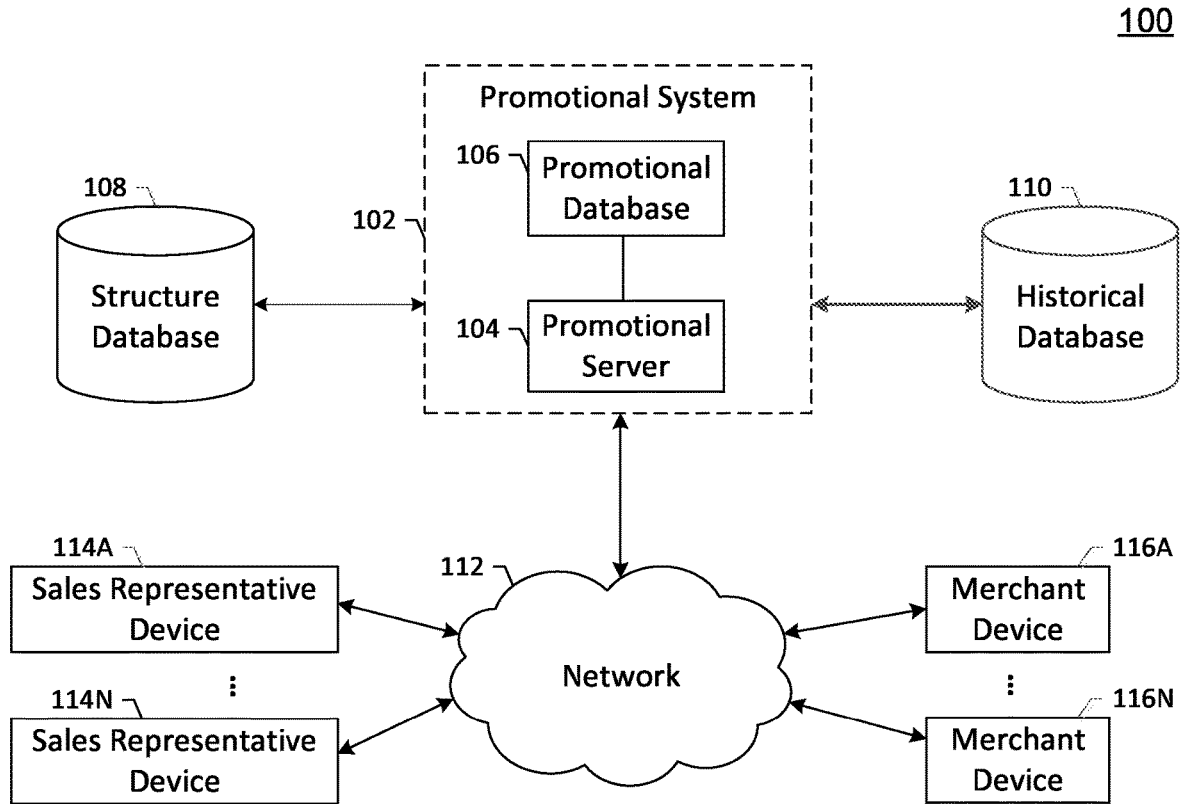 100
Promotional System
106
Promotional
Database
108
102
110
Structure
Database
104
Promotional
Server
Historical
Database
114A
Sales Representative
Device
112
116A
Merchant
Device
Network
114N
Sales Representative
Device
116N
Merchant
Device